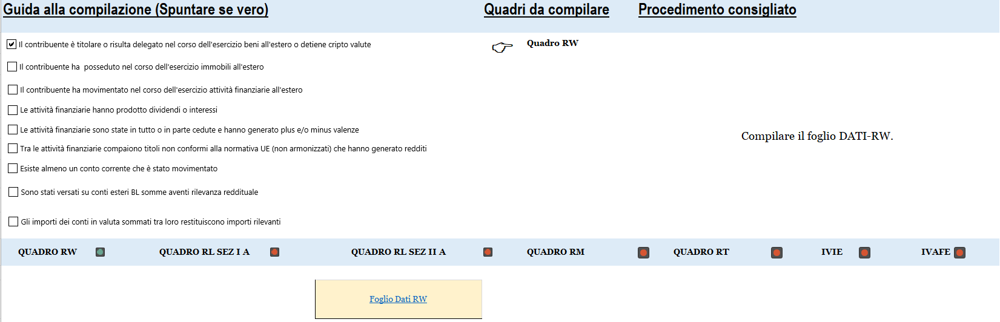 Guida alla compilazione (Spuntare se vero)
Quadri da compilare
Procedimento consigliato
Il contribuente è titolare o risulta delegato nel corso dell'esercizio beni all'estero o detiene cripto valute
Quadro RW
Il contribuente ha  posseduto nel corso dell'esercizio immobili all'estero
Il contribuente ha movimentato nel corso dell'esercizio attività finanziarie all'estero
Le attività finanziarie hanno prodotto dividendi o interessi
Le attività finanziarie sono state in tutto o in parte cedute e hanno generato plus e/o minus valenze
Compilare il foglio DATI-RW.
Tra le attività finanziarie compaiono titoli non conformi alla normativa UE (non armonizzati) che hanno generato redditi
Esiste almeno un conto corrente che è stato movimentato
Sono stati versati su conti esteri BL somme aventi rilevanza reddituale
Gli importi dei conti in valuta sommati tra loro restituiscono importi rilevanti
QUADRO RW
QUADRO RL SEZ I A
QUADRO RL SEZ II A
QUADRO RM
QUADRO RT
IVIE
IVAFE
Foglio Dati RW